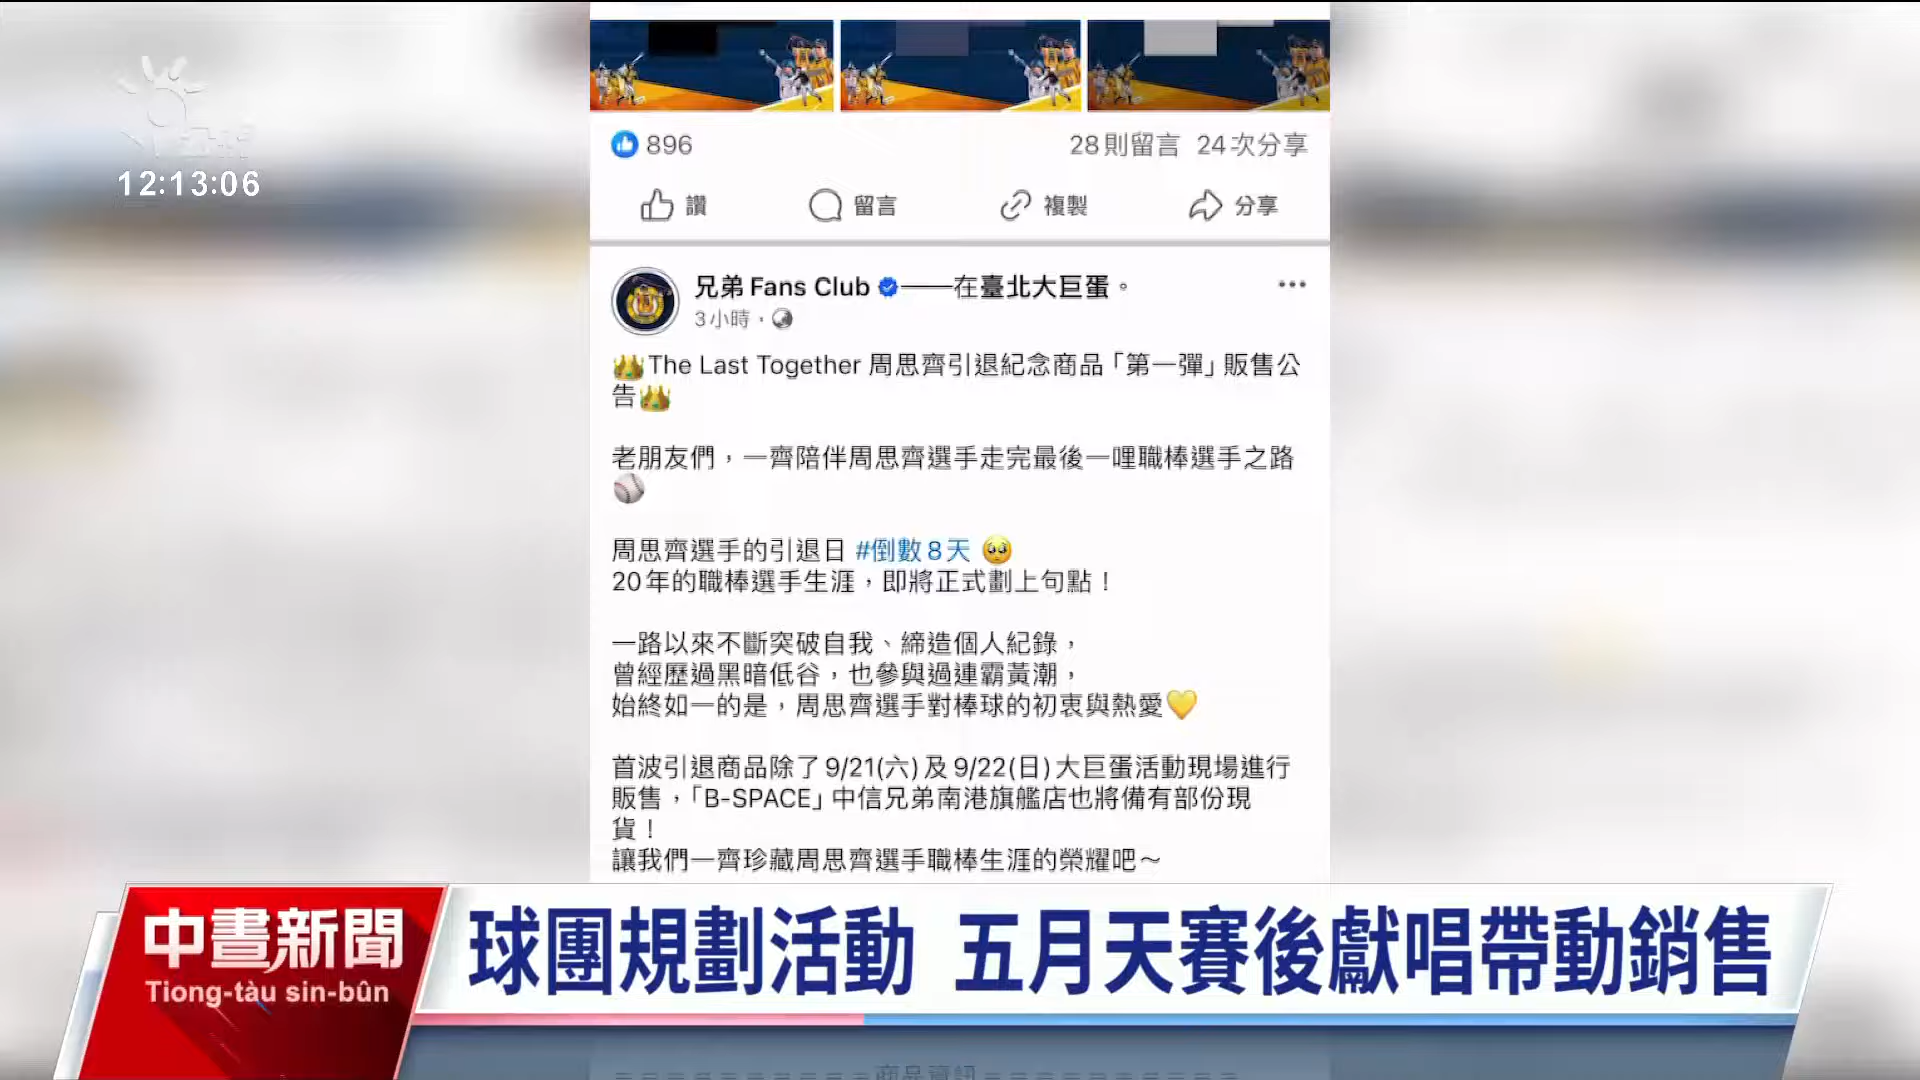 12:13:06
896
28則留言 24次分享
讚 留言 複製 分享
兄弟 Fans Club ——在臺北大巨蛋。
3小時 ·
The Last Together 周思齊引退紀念商品「第一彈」販售公
告
老朋友們，一齊陪伴周思齊選手走完最後一哩職棒選手之路
周思齊選手的引退日 #倒數8天
20年的職棒選手生涯，即將正式劃上句點！
一路以來不斷突破自我、締造個人紀錄，
曾經歷過黑暗低谷，也參與過連霸黃潮，
始終如一的是，周思齊選手對棒球的初衷與熱愛
首波引退商品除了9/21(六)及9/22(日)大巨蛋活動現場進行
販售，「B-SPACE」中信兄弟南港旗艦店也將備有部份現
貨！
讓我們一齊珍藏周思齊選手職棒生涯的榮耀吧～
中晝新聞
Tiong-tàu sin-bûn
球團規劃活動 五月天賽後獻唱帶動銷售
商品資訊